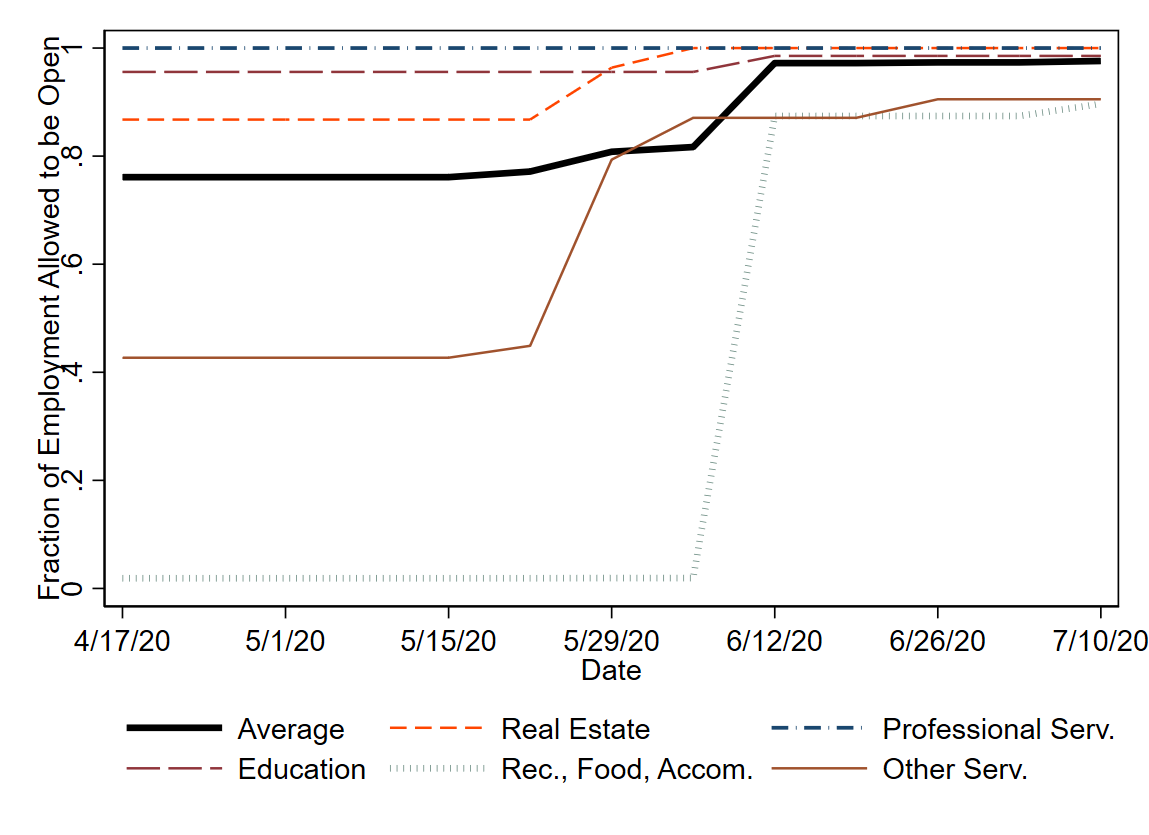 Fraction of Employment Allowed to be Open
1
.8
.6
.4
.2
0
4/17/20 5/1/20 5/15/20 5/29/20 6/12/20 6/26/20 7/10/20
Date
Average Real Estate Professional Serv.
Education Rec., Food, Accom. Other Serv.